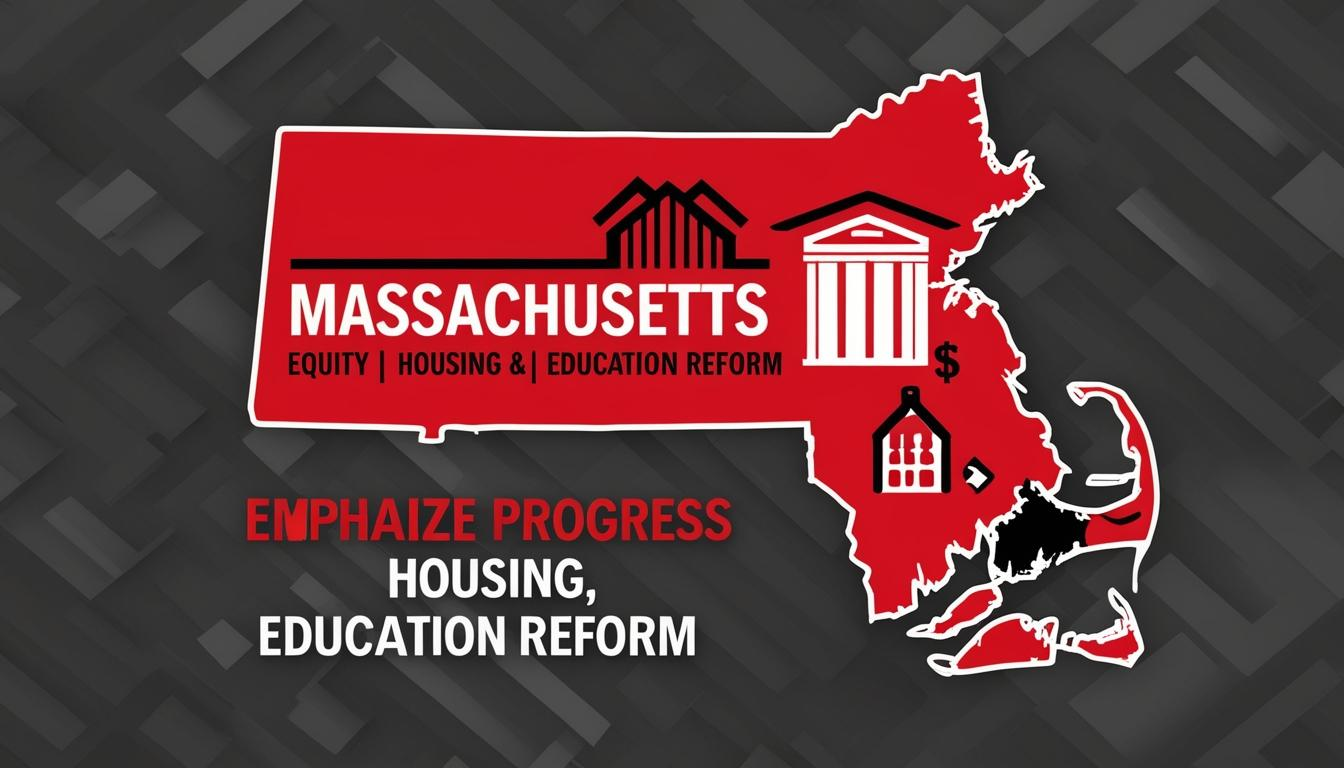 MASSACHUSETTS
EQUITY | HOUSING &| EDUCATION REFORM
$
EMPHAIZE PROGRESS
HOUSING,
EDUCATION REFORM